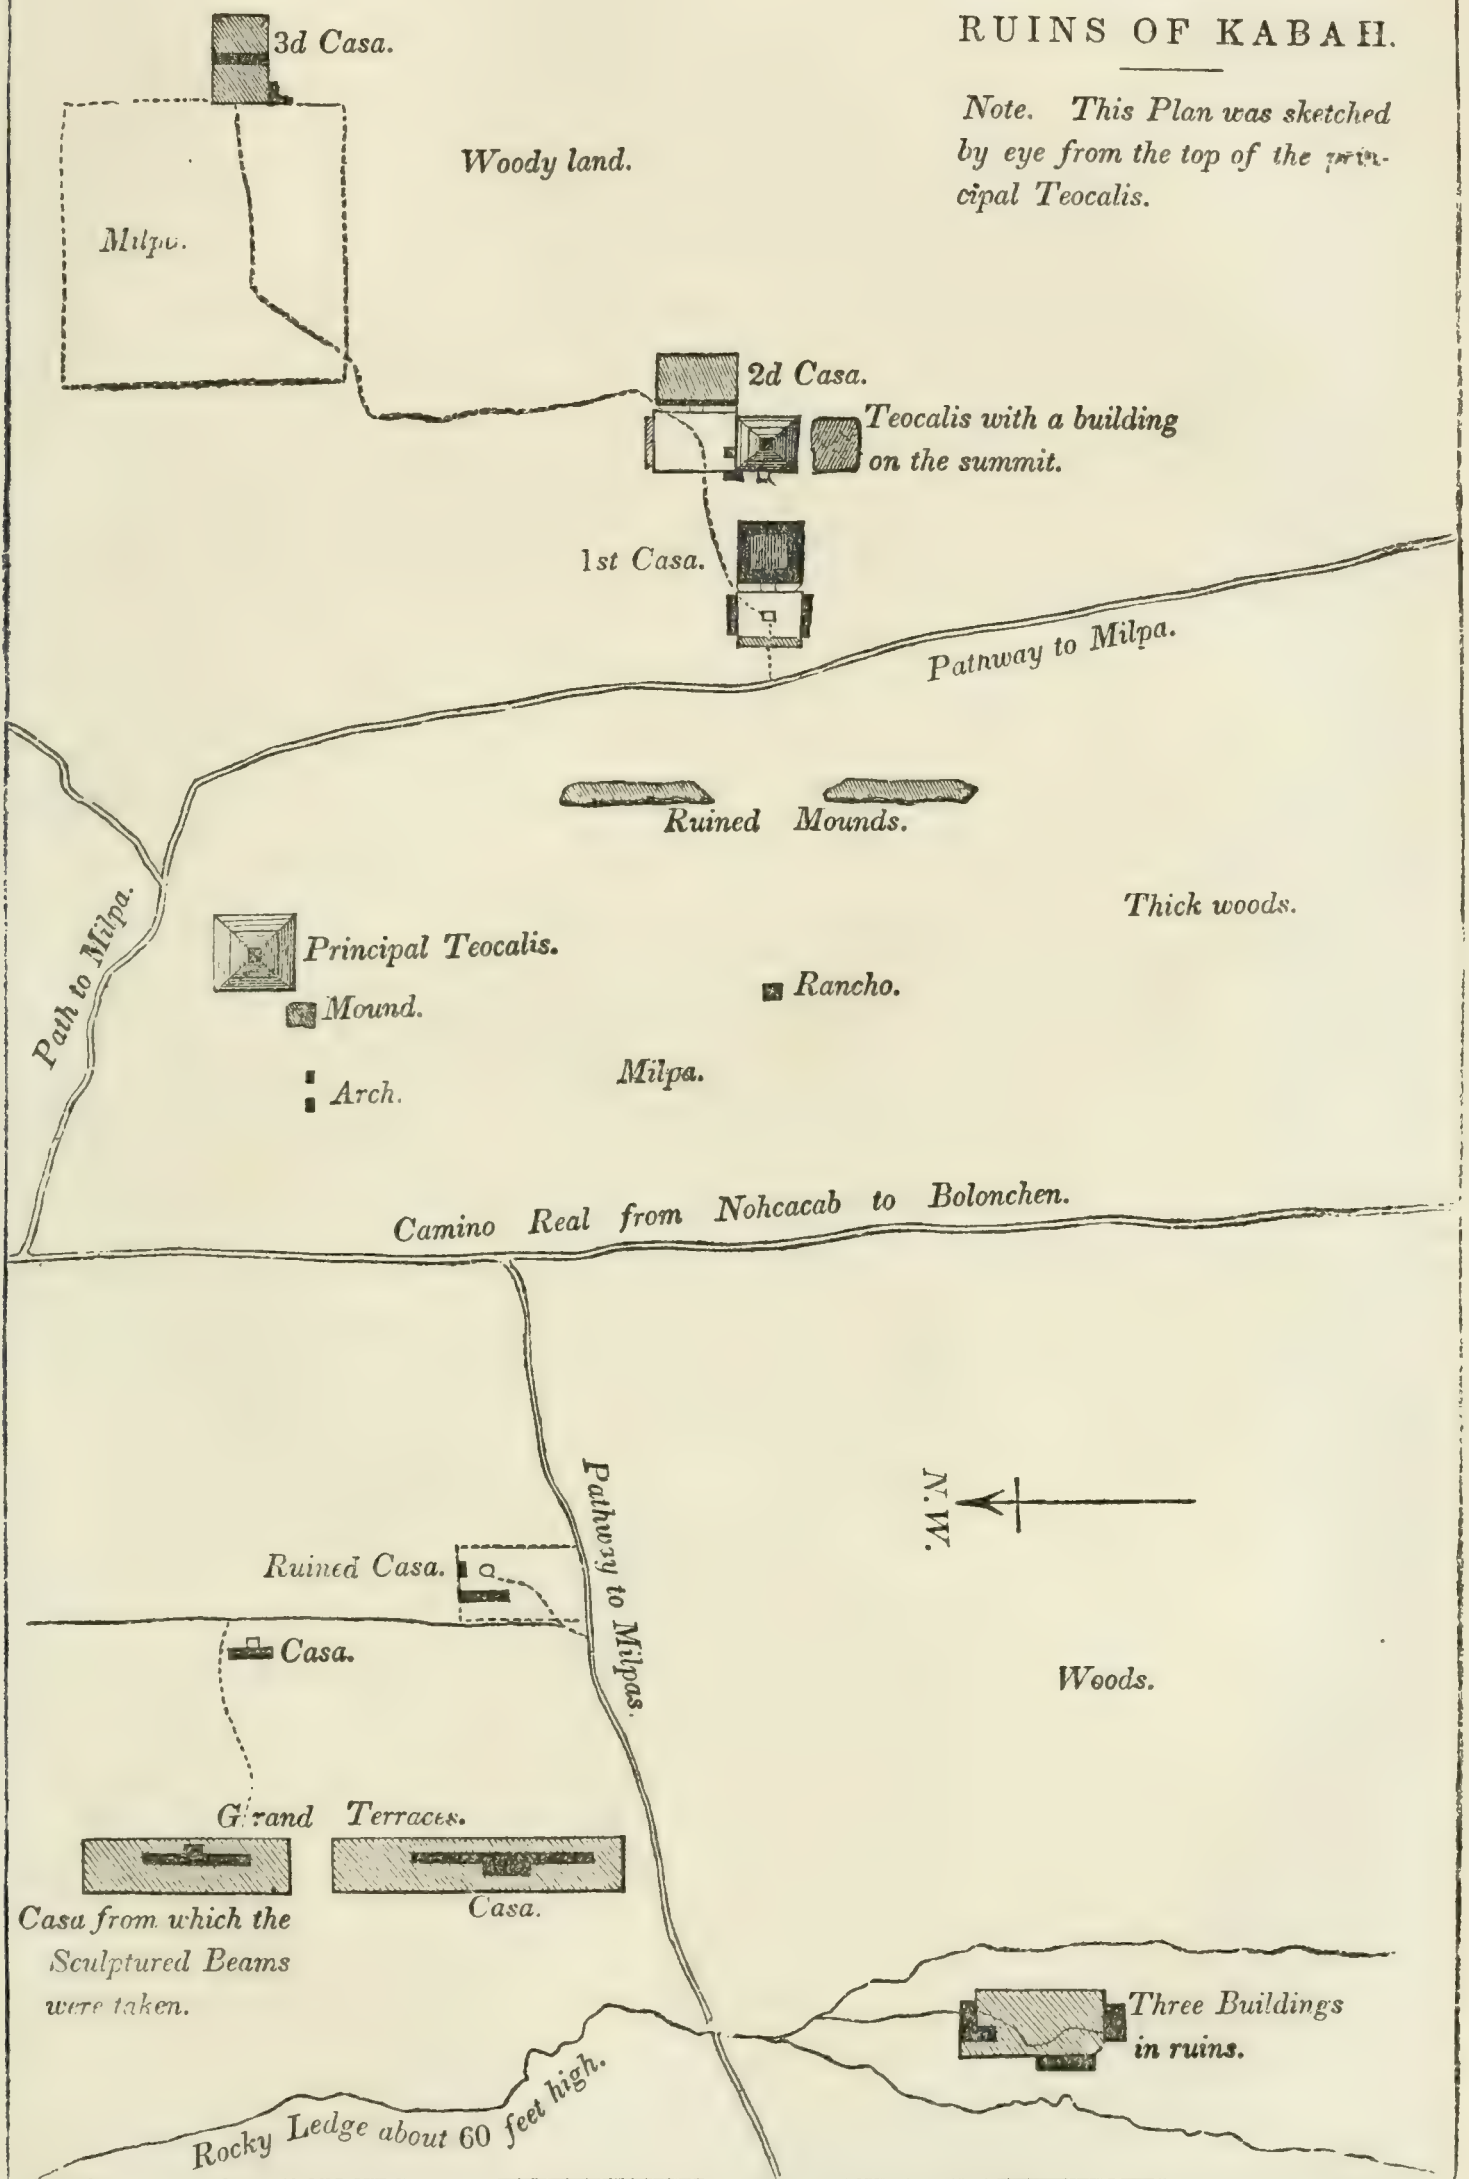 RUINS OF KABAH.
3d Casa.
Note. This Plan was sketched
by eye from the top of the prin-
cipal Teocalis.
Woody land.
Milpa.
2d Casa.
Teocalis with a building
on the summit.
1st Casa.
Pathway to Milpa.
Ruined Mounds.
Thick woods.
Path to Milpa.
Principal Teocalis.
Rancho.
Mound.
Milpa.
Arch.
Camino Real from Nohcacab to Bolonchen.
N.W.
Pathway to Milpas.
Ruined Casa.
Casa.
Woods.
Grand Terraces.
Casa.
Casa from which the
Sculptured Beams
were taken.
Three Buildings
in ruins.
Rocky Ledge about 60 feet high.